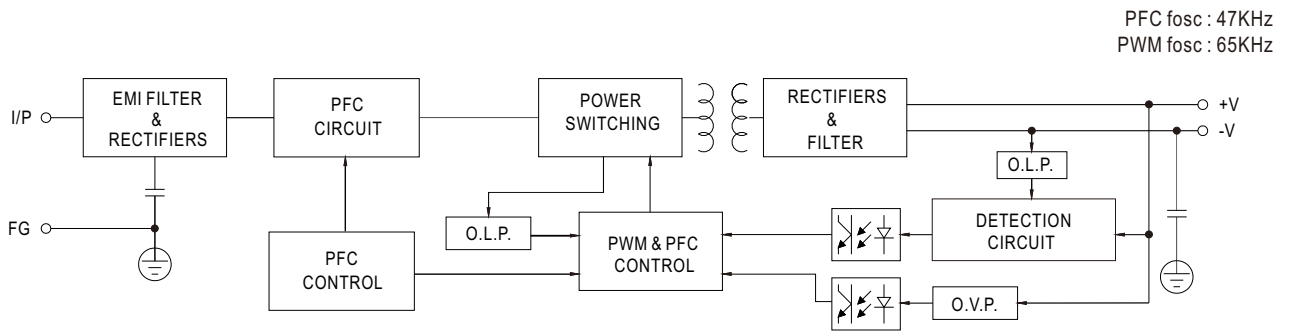 PFC fosc : 47KHz
PWM fosc : 65KHz
I/P
EMI FILTER
&
RECTIFIERS
PFC
CIRCUIT
POWER
SWITCHING
RECTIFIERS
&
FILTER
+V
-V
O.L.P.
FG
O.L.P.
PFC
CONTROL
PWM & PFC
CONTROL
DETECTION
CIRCUIT
O.V.P.